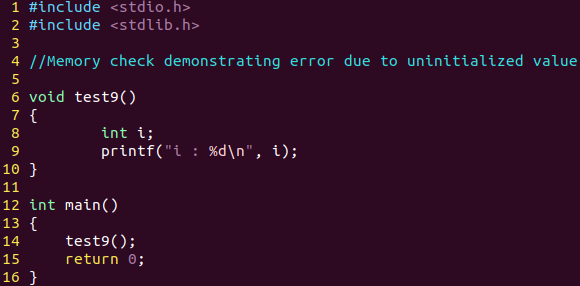 1 #include <stdio.h>
2 #include <stdlib.h>
3
4 //Memory check demonstrating error due to uninitialized value
5
6 void test9()
7 {
8         int i;
9         printf("i : %d\n", i);
10 }
11
12 int main()
13 {
14     test9();
15     return 0;
16 }